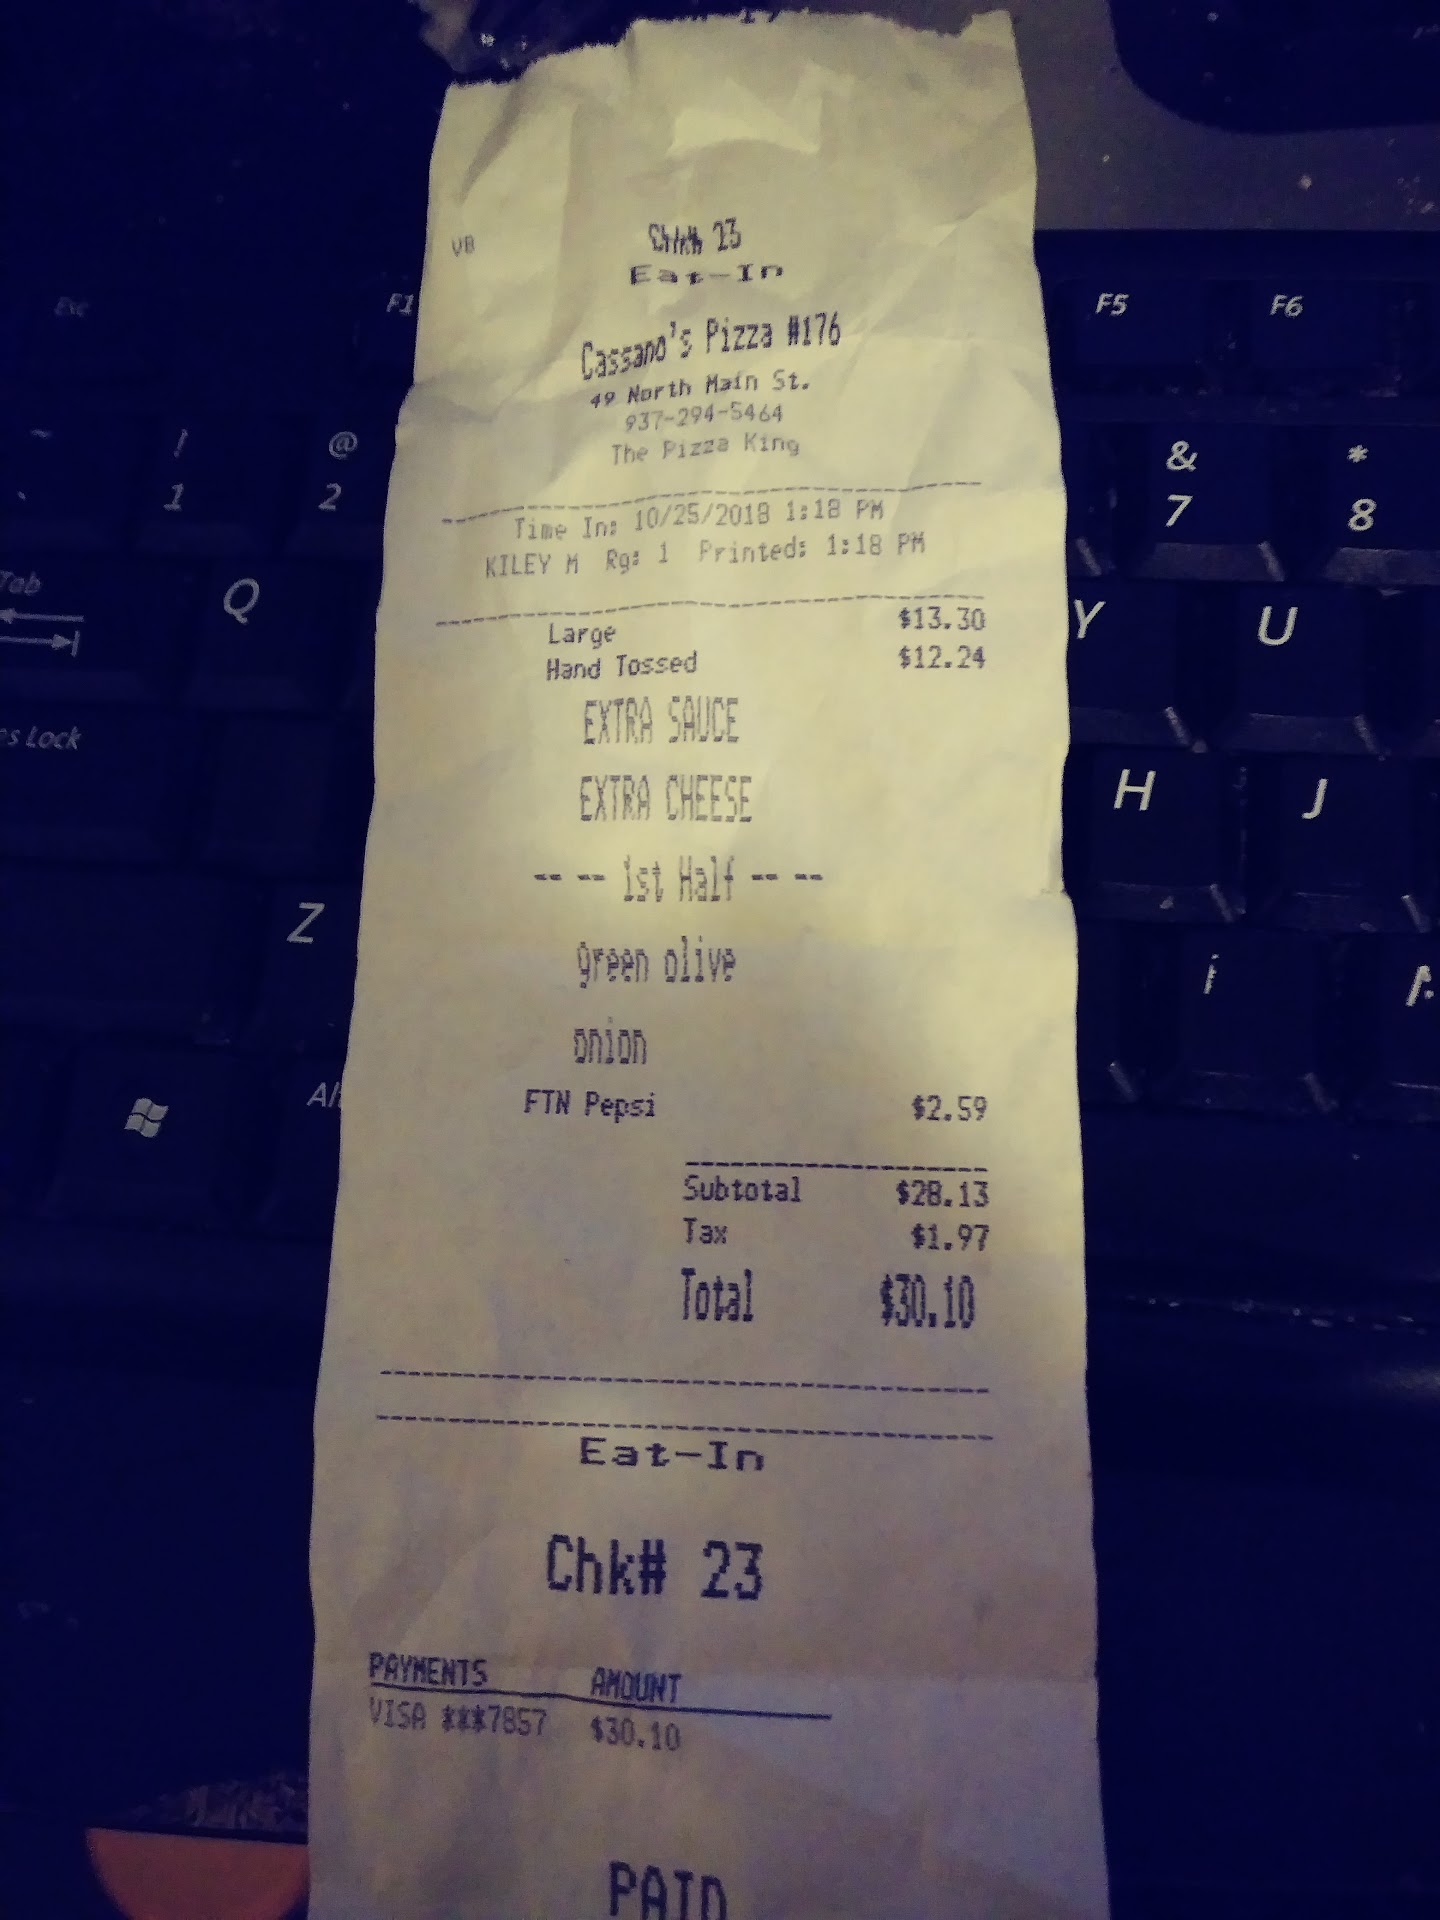 Chk# 23
VB
Eat-In
Cassano's Pizza #176
49 North Main St.
937-294-5464
The Pizza King
Time In: 10/25/2018 1:18 PM
KILEY M Rg: 1 Printed: 1:18 PM
Large $13.30
Hand Tossed $12.24
EXTRA SAUCE
EXTRA CHEESE
-- -- 1st Half -- --
green olive
onion
FTN Pepsi $2.59
Subtotal $28.13
Tax $1.97
Total $30.10
Eat-In
Chk# 23
PAYMENTS AMOUNT
VISA ***7857 $30.10
PAID
Esc F1 F5 F6
~ ! @ & *
` 1 2 7 8
Tab Q Y U
s Lock H J
Z
Alt